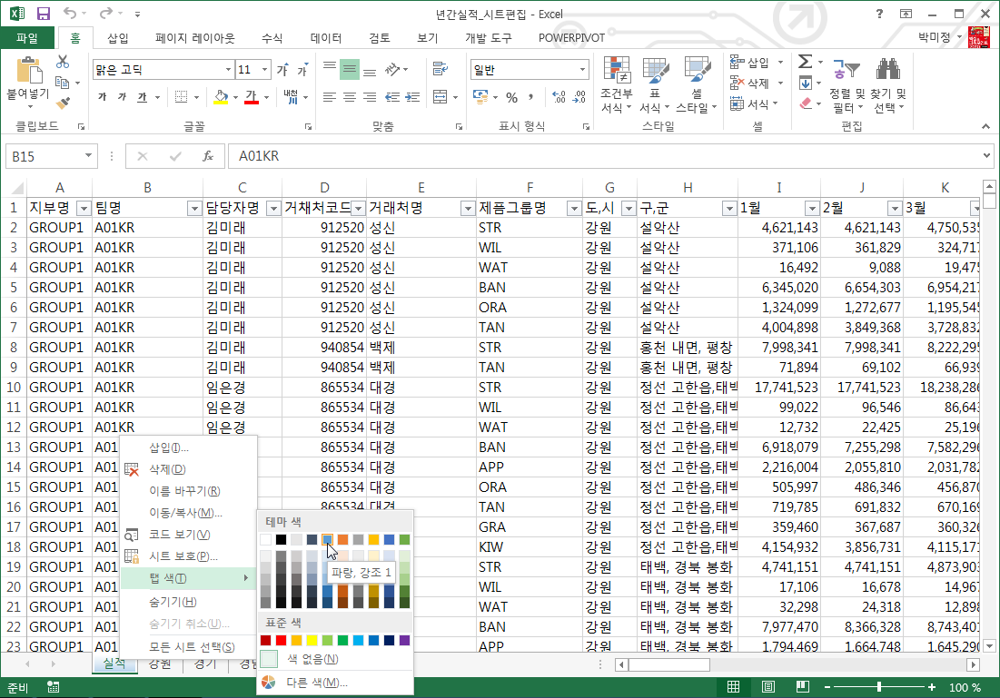 년간실적_시트편집 - Excel
파일 홈 삽입 페이지 레이아웃 수식 데이터 검토 보기 개발 도구 POWERPIVOT 박미정
붙여넣기 맑은 고딕 11 가 가 일반 조건부 서식 표 서식 셀 스타일 삽입 삭제 서식 정렬 및 필터 찾기 및 선택
가 가 가 가 내천 %
클립보드 글꼴 맞춤 표시 형식 스타일 셀 편집
B15 fx A01KR
A B C D E F G H I J K
1 지부명 팀명 담당자명 거채처코드 거래처명 제품그룹명 도,시 구,군 1월 2월 3월
2 GROUP1 A01KR 김미래 912520 성신 STR 강원 설악산 4,621,143 4,621,143 4,750,535
3 GROUP1 A01KR 김미래 912520 성신 WIL 강원 설악산 371,106 361,829 324,717
4 GROUP1 A01KR 김미래 912520 성신 WAT 강원 설악산 16,492 9,088 19,475
5 GROUP1 A01KR 김미래 912520 성신 BAN 강원 설악산 6,345,020 6,654,303 6,954,217
6 GROUP1 A01KR 김미래 912520 성신 ORA 강원 설악산 1,324,099 1,272,677 1,195,545
7 GROUP1 A01KR 김미래 912520 성신 TAN 강원 설악산 4,004,898 3,849,368 3,728,832
8 GROUP1 A01KR 김미래 940854 백제 STR 강원 홍천 내면, 평창 7,998,341 7,998,341 8,222,295
9 GROUP1 A01KR 김미래 940854 백제 TAN 강원 홍천 내면, 평창 71,894 69,102 66,939
10 GROUP1 A01KR 임은경 865534 대경 STR 강원 정선 고한읍,태백 17,741,523 17,741,523 18,238,286
11 GROUP1 A01KR 임은경 865534 대경 WIL 강원 정선 고한읍,태백 99,022 96,546 86,643
12 GROUP1 A01KR 임은경 865534 대경 WAT 강원 정선 고한읍,태백 12,732 22,425 25,196
13 GROUP1 A01 865534 대경 BAN 강원 정선 고한읍,태백 6,918,079 7,255,298 7,582,296
14 GROUP1 A01 865534 대경 APP 강원 정선 고한읍,태백 2,216,004 2,055,810 2,031,782
15 GROUP1 A01 865534 대경 ORA 강원 정선 고한읍,태백 505,997 486,346 456,870
16 GROUP1 A01 865534 대경 TAN 강원 정선 고한읍,태백 719,785 691,832 670,169
17 GROUP1 A01 GRA 강원 정선 고한읍,태백 359,460 367,687 360,326
18 GROUP1 A01 KIW 강원 정선 고한읍,태백 4,154,932 3,856,731 4,115,171
19 GROUP1 A01 STR 강원 태백, 경북 봉화 4,741,151 4,741,151 4,873,903
20 GROUP1 A01 WIL 강원 태백, 경북 봉화 17,106 16,678 14,967
21 GROUP1 A01 WAT 강원 태백, 경북 봉화 32,298 24,318 12,898
22 GROUP1 A01 BAN 강원 태백, 경북 봉화 7,977,470 8,366,328 8,743,401
23 GROUP1 A01 APP 강원 태백, 경북 봉화 1,794,469 1,664,748 1,645,290
삽입(I)...
삭제(D)
이름 바꾸기(R)
이동/복사(M)...
코드 보기(V)
시트 보호(P)...
탭 색(T)
숨기기(H)
숨기기 취소(U)...
모든 시트 선택(S)
테마 색
파랑, 강조 1
표준 색
색 없음(N)
다른 색(M)...
실적 강원 경기
준비 100 %